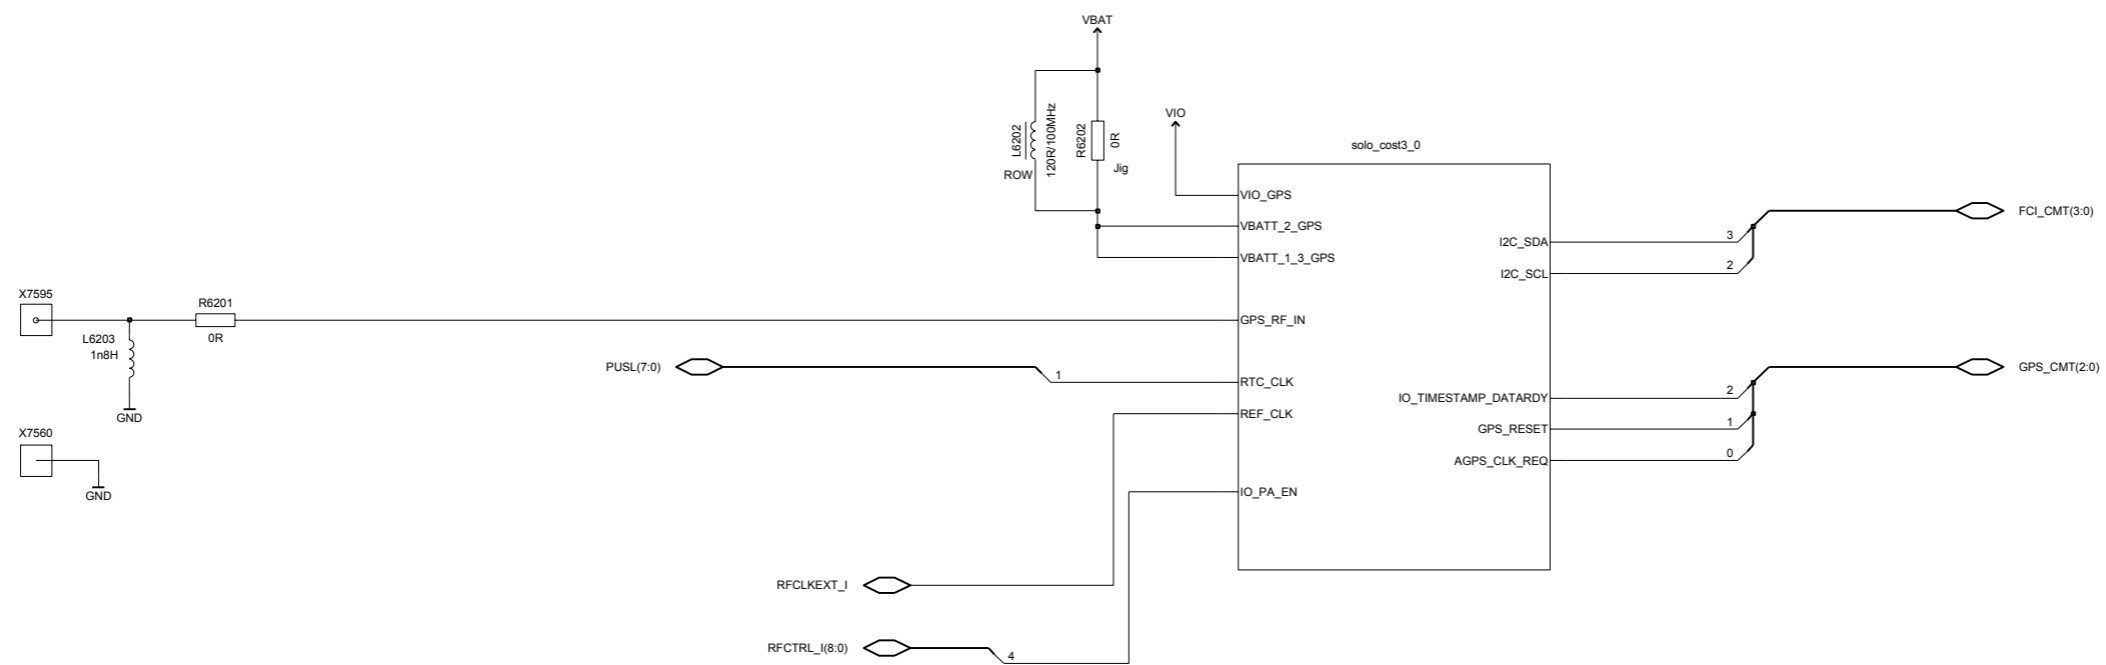 VBAT
L6202
120R/100MHz
ROW
R6202
0R
Jig
VIO
solo_cost3_0
VIO_GPS
VBATT_2_GPS
VBATT_1_3_GPS
I2C_SDA
3
I2C_SCL
2
FCI_CMT(3:0)
X7595
R6201
0R
L6203
1n8H
GND
GPS_RF_IN
PUSL(7:0)
1
RTC_CLK
REF_CLK
GPS_CMT(2:0)
IO_TIMESTAMP_DATARDY
2
GPS_RESET
1
AGPS_CLK_REQ
0
X7560
GND
IO_PA_EN
RFCLKEXT_I
RFCTRL_I(8:0)
4